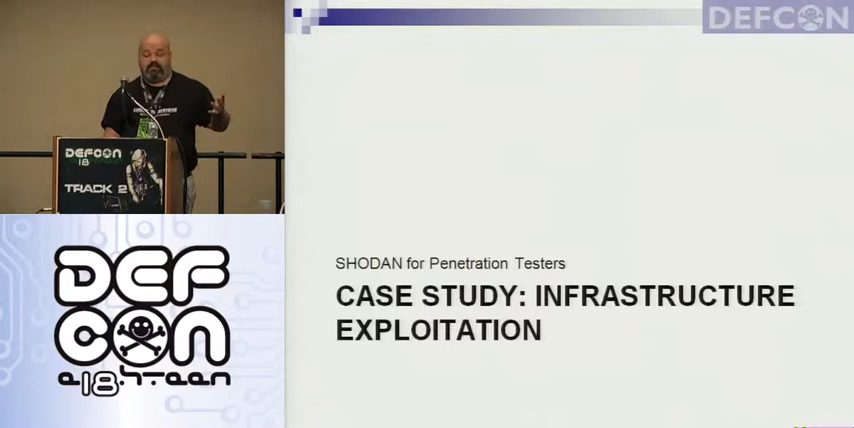 DEFCON
DEFCON
18
TRACK 2
SHODAN for Penetration Testers
CASE STUDY: INFRASTRUCTURE
EXPLOITATION
DEF
CON
e18hteen